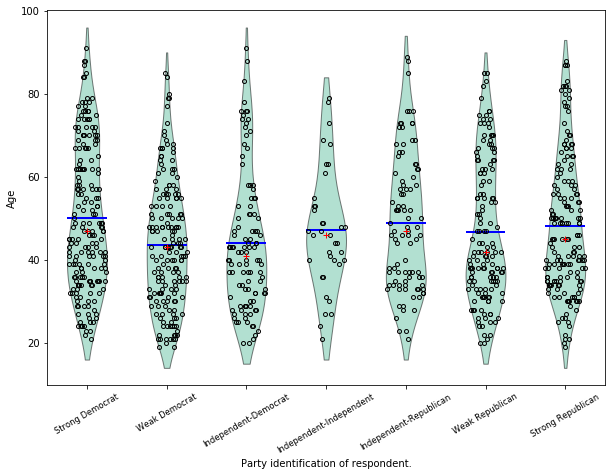 100
80
60
40
20
Age
Strong Democrat
Weak Democrat
Independent-Democrat
Independent-Independent
Independent-Republican
Weak Republican
Strong Republican
Party identification of respondent.